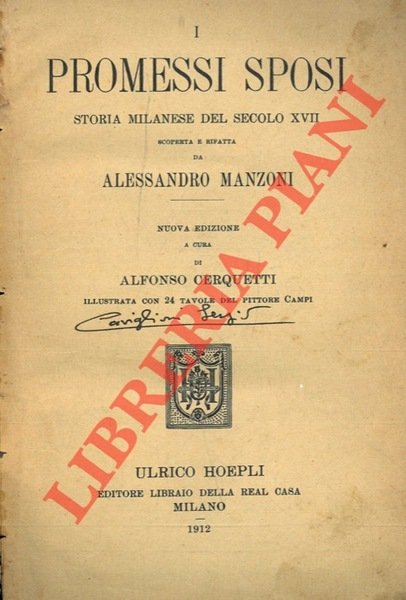 I
PROMESSI SPOSI
STORIA MILANESE DEL SECOLO XVII
SCOPERTA E RIFATTA
DA
ALESSANDRO MANZONI
NUOVA EDIZIONE
A CURA
DI
ALFONSO CERQUETTI
ILLUSTRATA CON 24 TAVOLE DEL PITTORE CAMPI
ULRICO HOEPLI
EDITORE LIBRAIO DELLA REAL CASA
MILANO
1912
LIBRERIA PIANI